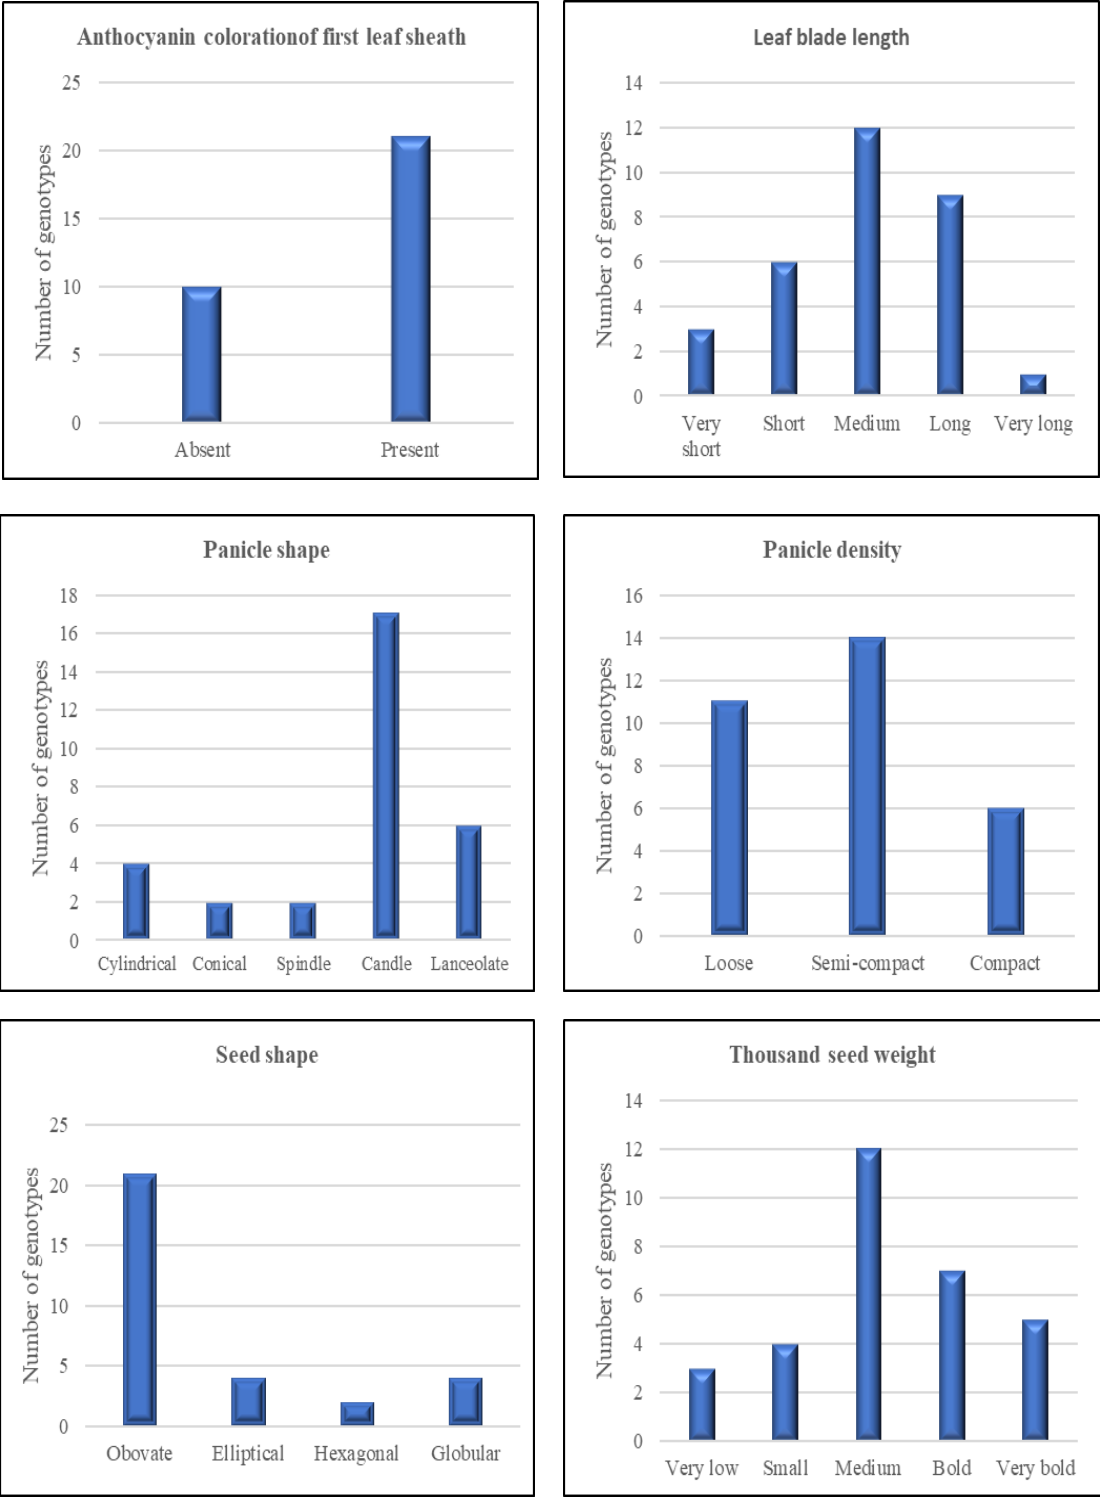 Anthocyanin colorationof first leaf sheath
Number of genotypes
25
20
15
10
5
0
Absent
Present
Leaf blade length
Number of genotypes
14
12
10
8
6
4
2
0
Very
short
Short
Medium
Long
Very long
Panicle shape
Number of genotypes
18
16
14
12
10
8
6
4
2
0
Cylindrical
Conical
Spindle
Candle
Lanceolate
Panicle density
Number of genotypes
16
14
12
10
8
6
4
2
0
Loose
Semi-compact
Compact
Seed shape
Number of genotypes
25
20
15
10
5
0
Obovate
Elliptical
Hexagonal
Globular
Thousand seed weight
Number of genotypes
14
12
10
8
6
4
2
0
Very low
Small
Medium
Bold
Very bold